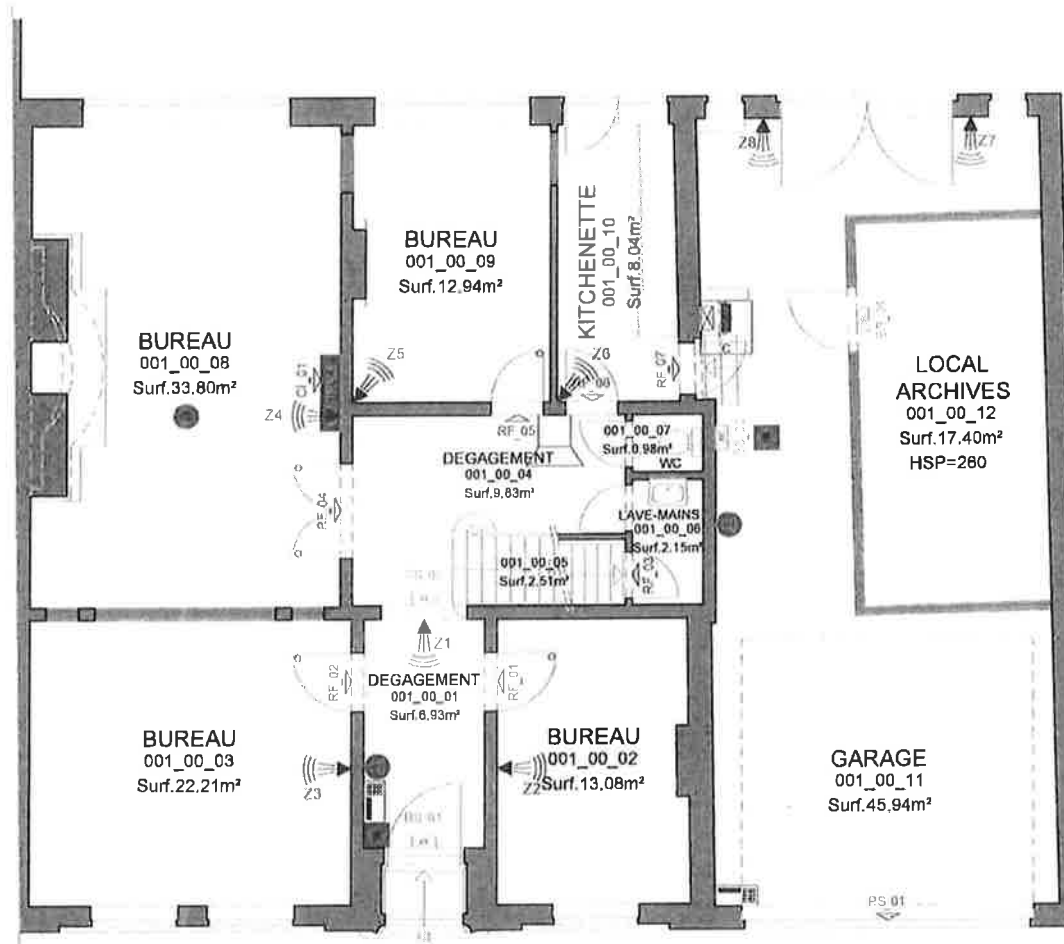 Z8
Z7
BUREAU
001_00_09
Surf.12,94m²
KITCHENETTE
001_00_10
Surf.8.04m²
BUREAU
001_00_08
Surf.33.80m²
Z5
Z6
CI_01
Z4
RF_07
C
LOCAL
ARCHIVES
001_00_12
Surf.17.40m²
HSP=260
RF_05
001_00_07
Surf.0.98m²
WC
DEGAGEMENT
001_00_04
Surf.9,63m²
RF_04
LAVE-MAINS
001_00_06
Surf.2.15m²
001_00_05
Surf.2.51m²
RF_03
Z1
RF_02
DEGAGEMENT
001_00_01
Surf.6,93m²
RF_01
BUREAU
001_00_03
Surf.22,21m²
Z3
BUREAU
001_00_02
Surf.13,08m²
Z2
GARAGE
001_00_11
Surf.45,94m²
PS_01